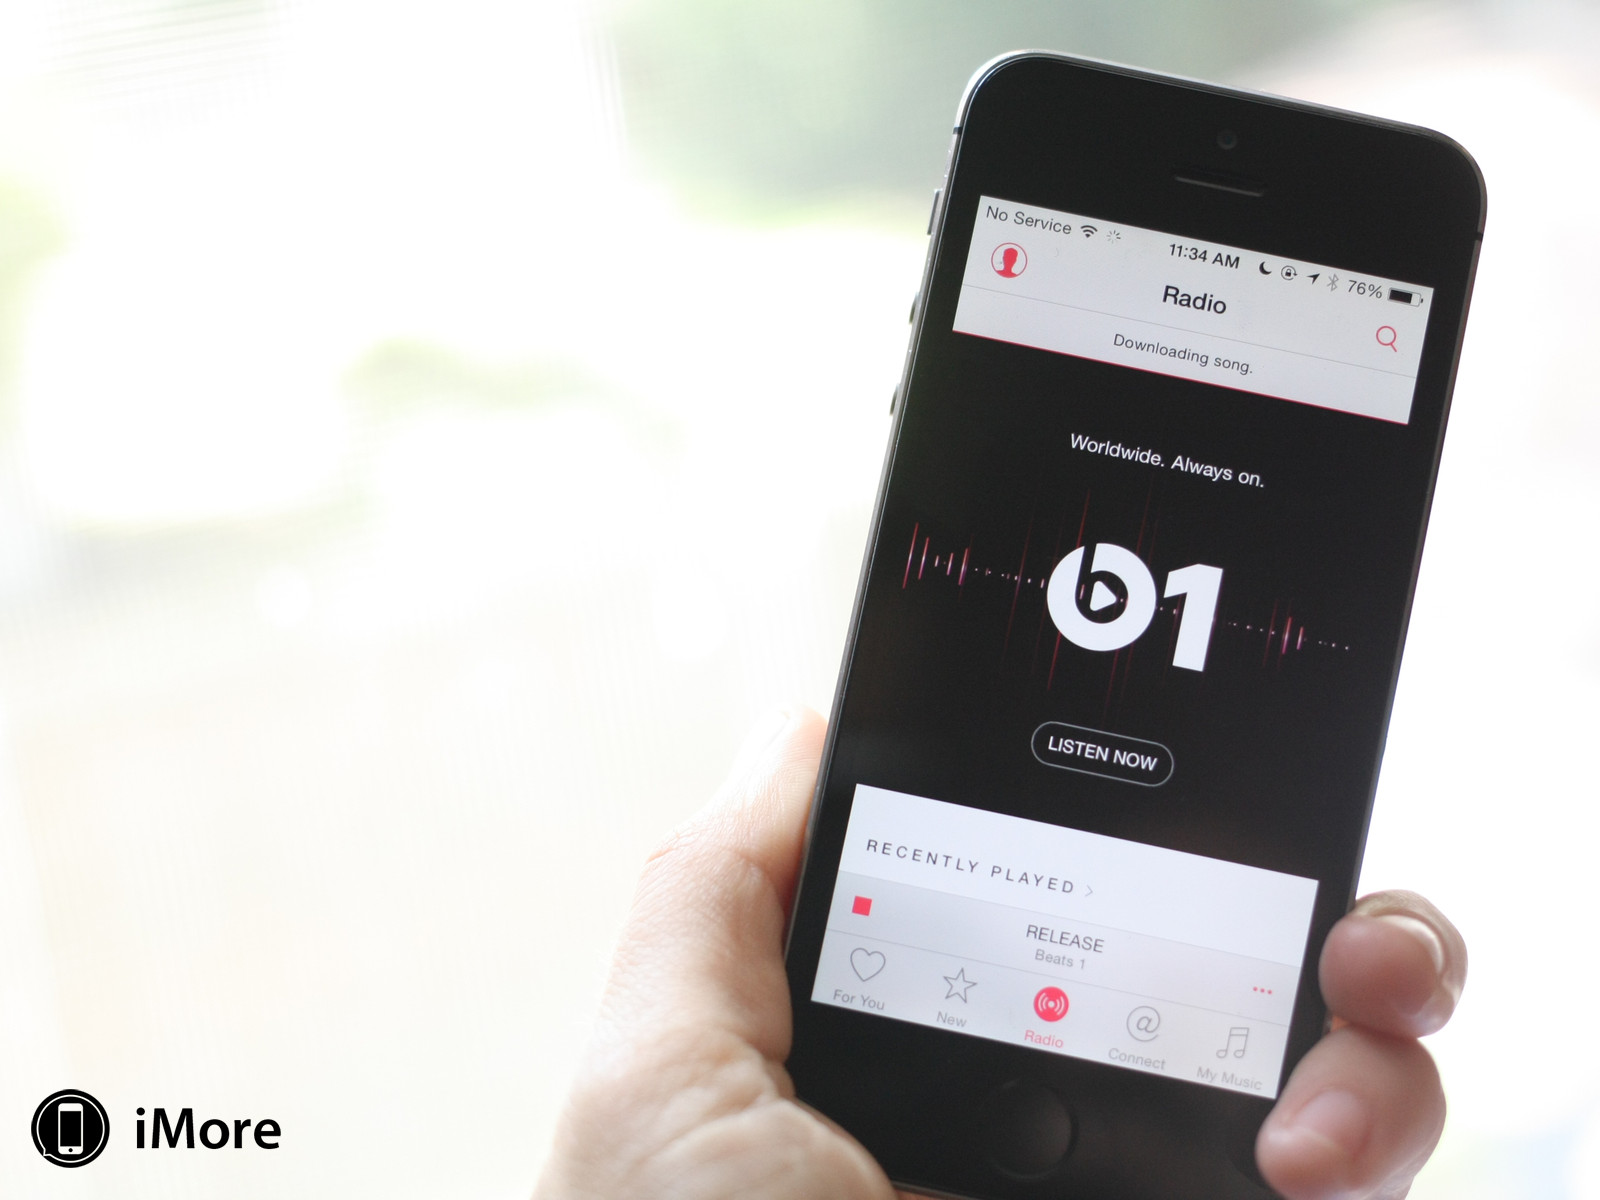 No Service 11:34 AM 76%
Radio
Downloading song.
Worldwide. Always on.
b1
LISTEN NOW
RECENTLY PLAYED >
RELEASE
Beats 1
For You New Radio Connect My Music
iMore